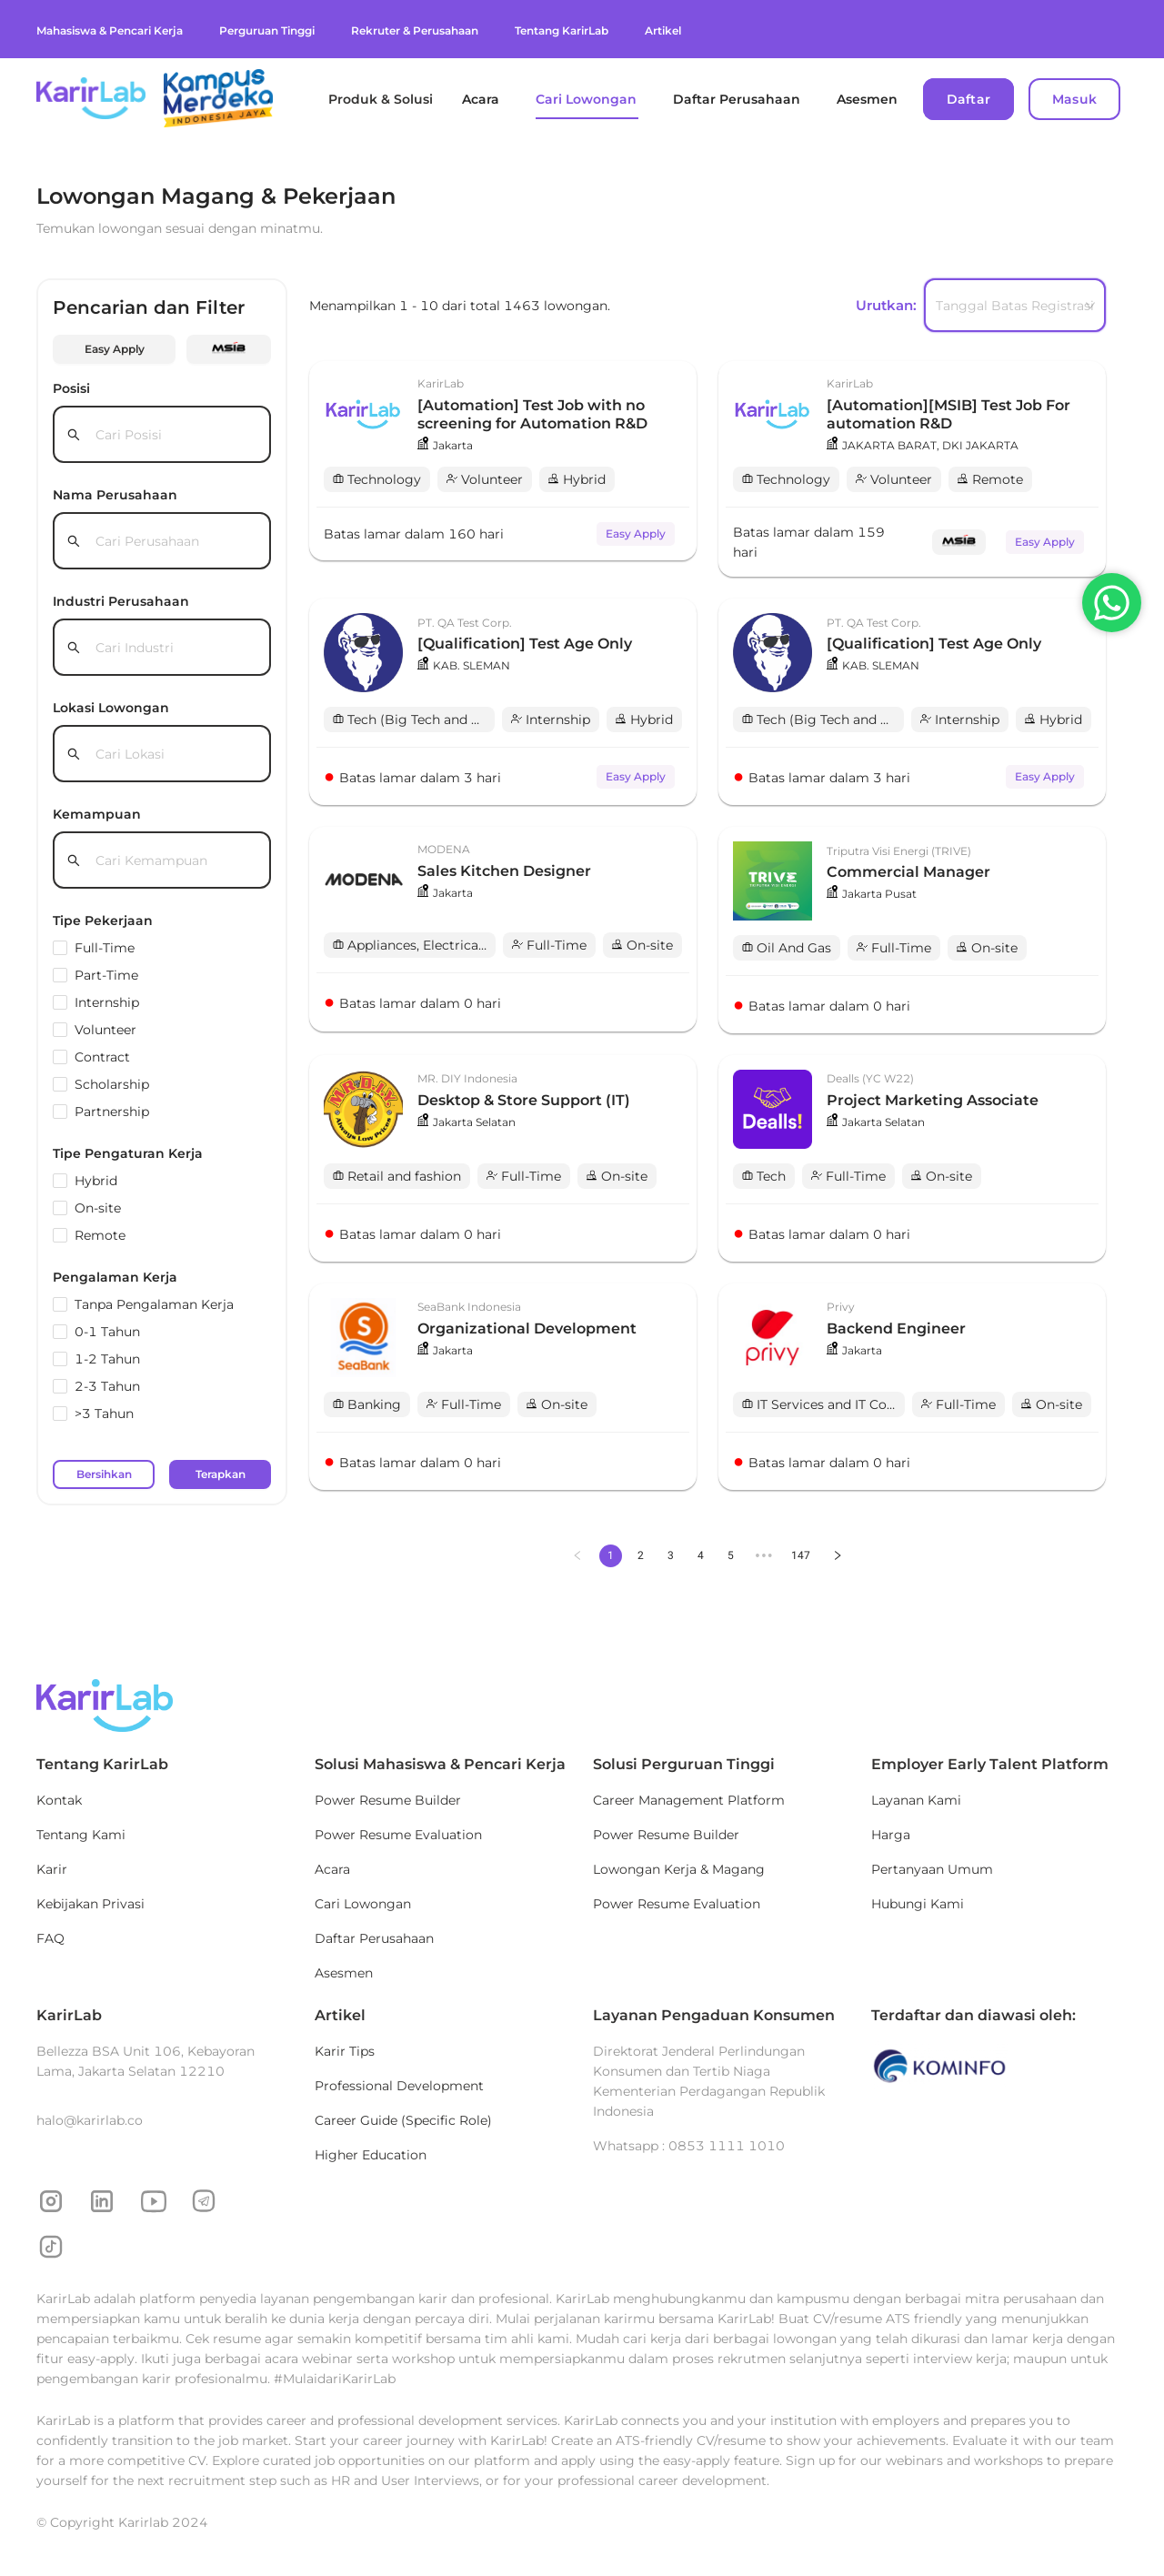 Mahasiswa & Pencari Kerja Perguruan Tinggi Rekruter & Perusahaan Tentang KarirLab Artikel
KarirLab Kampus Merdeka INDONESIA JAYA Produk & Solusi Acara Cari Lowongan Daftar Perusahaan Asesmen Daftar Masuk
Lowongan Magang & Pekerjaan
Temukan lowongan sesuai dengan minatmu.
Pencarian dan Filter
Easy Apply MSIB
Posisi
Cari Posisi
Nama Perusahaan
Cari Perusahaan
Industri Perusahaan
Cari Industri
Lokasi Lowongan
Cari Lokasi
Kemampuan
Cari Kemampuan
Tipe Pekerjaan
Full-Time
Part-Time
Internship
Volunteer
Contract
Scholarship
Partnership
Tipe Pengaturan Kerja
Hybrid
On-site
Remote
Pengalaman Kerja
Tanpa Pengalaman Kerja
0-1 Tahun
1-2 Tahun
2-3 Tahun
>3 Tahun
Bersihkan Terapkan
Menampilkan 1 - 10 dari total 1463 lowongan.
Urutkan: Tanggal Batas Registrasi
KarirLab
KarirLab
[Automation] Test Job with no
screening for Automation R&D
Jakarta
Technology Volunteer Hybrid
Batas lamar dalam 160 hari Easy Apply
KarirLab
KarirLab
[Automation][MSIB] Test Job For
automation R&D
JAKARTA BARAT, DKI JAKARTA
Technology Volunteer Remote
Batas lamar dalam 159
hari
MSIB Easy Apply
PT. QA Test Corp.
[Qualification] Test Age Only
KAB. SLEMAN
Tech (Big Tech and ... Internship Hybrid
Batas lamar dalam 3 hari Easy Apply
PT. QA Test Corp.
[Qualification] Test Age Only
KAB. SLEMAN
Tech (Big Tech and ... Internship Hybrid
Batas lamar dalam 3 hari Easy Apply
MODENA
MODENA
Sales Kitchen Designer
Jakarta
Appliances, Electrica... Full-Time On-site
Batas lamar dalam 0 hari
TRIVE
TRIPUTRA VISI ENERGI
Triputra Visi Energi (TRIVE)
Commercial Manager
Jakarta Pusat
Oil And Gas Full-Time On-site
Batas lamar dalam 0 hari
MR. D.I.Y.
Always Low Prices
MR. DIY Indonesia
Desktop & Store Support (IT)
Jakarta Selatan
Retail and fashion Full-Time On-site
Batas lamar dalam 0 hari
Dealls!
Dealls (YC W22)
Project Marketing Associate
Jakarta Selatan
Tech Full-Time On-site
Batas lamar dalam 0 hari
SeaBank
SeaBank Indonesia
Organizational Development
Jakarta
Banking Full-Time On-site
Batas lamar dalam 0 hari
privy
Privy
Backend Engineer
Jakarta
IT Services and IT Co... Full-Time On-site
Batas lamar dalam 0 hari
1 2 3 4 5 ••• 147
KarirLab
Tentang KarirLab
Kontak
Tentang Kami
Karir
Kebijakan Privasi
FAQ
Solusi Mahasiswa & Pencari Kerja
Power Resume Builder
Power Resume Evaluation
Acara
Cari Lowongan
Daftar Perusahaan
Asesmen
Solusi Perguruan Tinggi
Career Management Platform
Power Resume Builder
Lowongan Kerja & Magang
Power Resume Evaluation
Employer Early Talent Platform
Layanan Kami
Harga
Pertanyaan Umum
Hubungi Kami
KarirLab
Bellezza BSA Unit 106, Kebayoran
Lama, Jakarta Selatan 12210
halo@karirlab.co
Artikel
Karir Tips
Professional Development
Career Guide (Specific Role)
Higher Education
Layanan Pengaduan Konsumen
Direktorat Jenderal Perlindungan
Konsumen dan Tertib Niaga
Kementerian Perdagangan Republik
Indonesia
Whatsapp : 0853 1111 1010
Terdaftar dan diawasi oleh:
KOMINFO
KarirLab adalah platform penyedia layanan pengembangan karir dan profesional. KarirLab menghubungkanmu dan kampusmu dengan berbagai mitra perusahaan dan
mempersiapkan kamu untuk beralih ke dunia kerja dengan percaya diri. Mulai perjalanan karirmu bersama KarirLab! Buat CV/resume ATS friendly yang menunjukkan
pencapaian terbaikmu. Cek resume agar semakin kompetitif bersama tim ahli kami. Mudah cari kerja dari berbagai lowongan yang telah dikurasi dan lamar kerja dengan
fitur easy-apply. Ikuti juga berbagai acara webinar serta workshop untuk mempersiapkanmu dalam proses rekrutmen selanjutnya seperti interview kerja; maupun untuk
pengembangan karir profesionalmu. #MulaidariKarirLab
KarirLab is a platform that provides career and professional development services. KarirLab connects you and your institution with employers and prepares you to
confidently transition to the job market. Start your career journey with KarirLab! Create an ATS-friendly CV/resume to show your achievements. Evaluate it with our team
for a more competitive CV. Explore curated job opportunities on our platform and apply using the easy-apply feature. Sign up for our webinars and workshops to prepare
yourself for the next recruitment step such as HR and User Interviews, or for your professional career development.
© Copyright Karirlab 2024